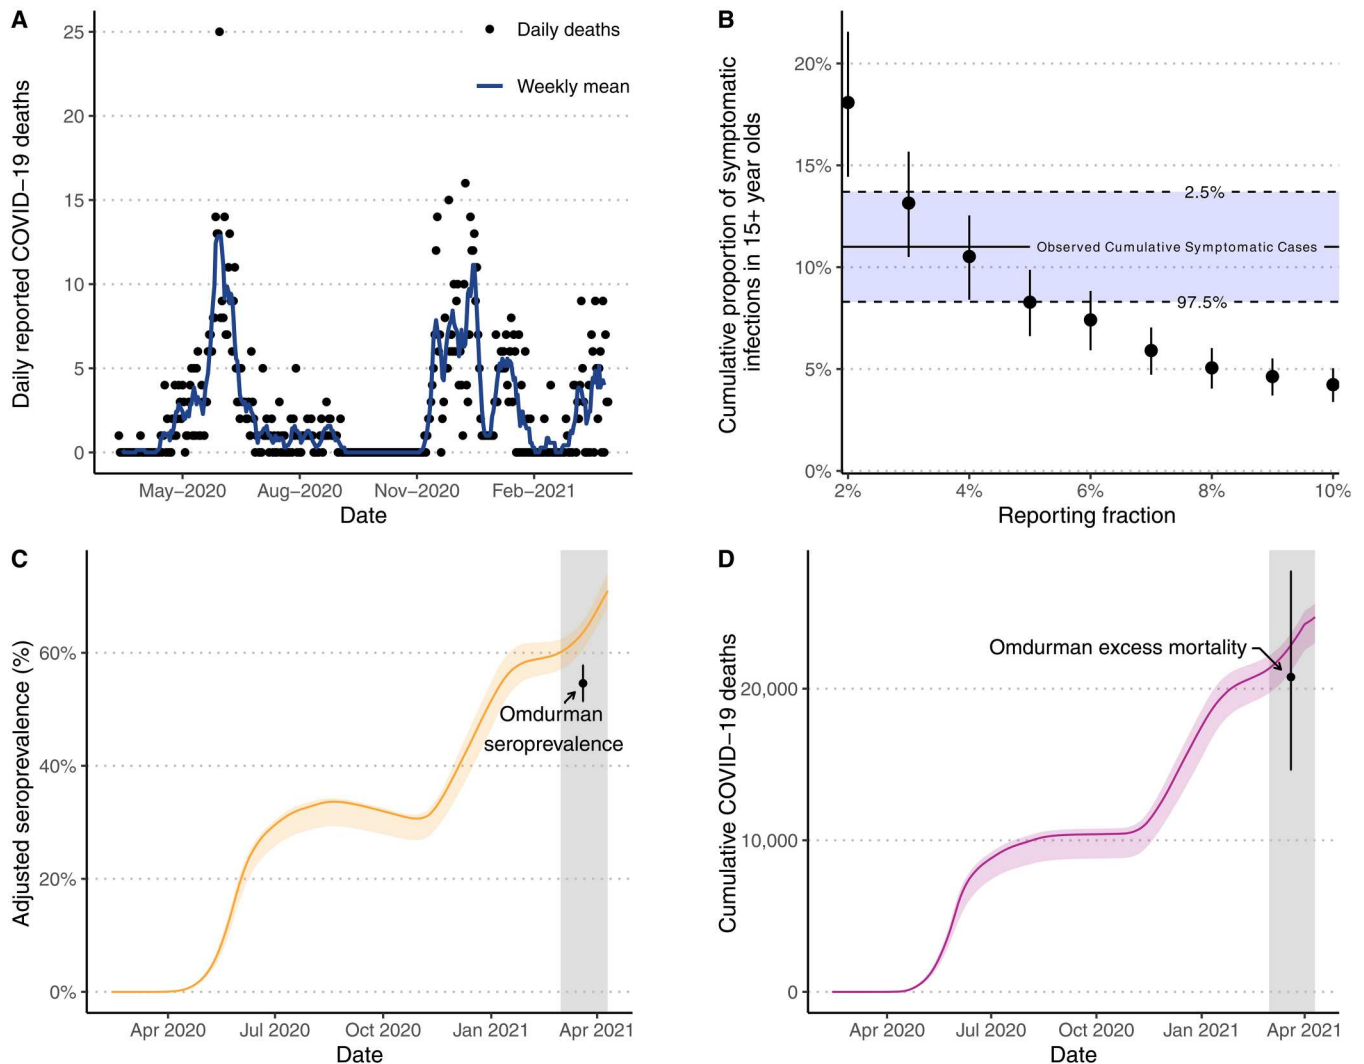 A
Daily reported COVID−19 deaths
25
20
15
10
5
0
Daily deaths
Weekly mean
May−2020
Aug−2020
Nov−2020
Feb−2021
Date
B
Cumulative proportion of symptomatic
infections in 15+ year olds
20%
15%
10%
5%
0%
2.5%
Observed Cumulative Symptomatic Cases
97.5%
2%
4%
6%
8%
10%
Reporting fraction
C
Adjusted seroprevalence (%)
60%
40%
20%
0%
Omdurman
seroprevalence
Apr 2020
Jul 2020
Oct 2020
Jan 2021
Apr 2021
Date
D
Cumulative COVID−19 deaths
20,000
10,000
0
Omdurman excess mortality
Apr 2020
Jul 2020
Oct 2020
Jan 2021
Apr 2021
Date